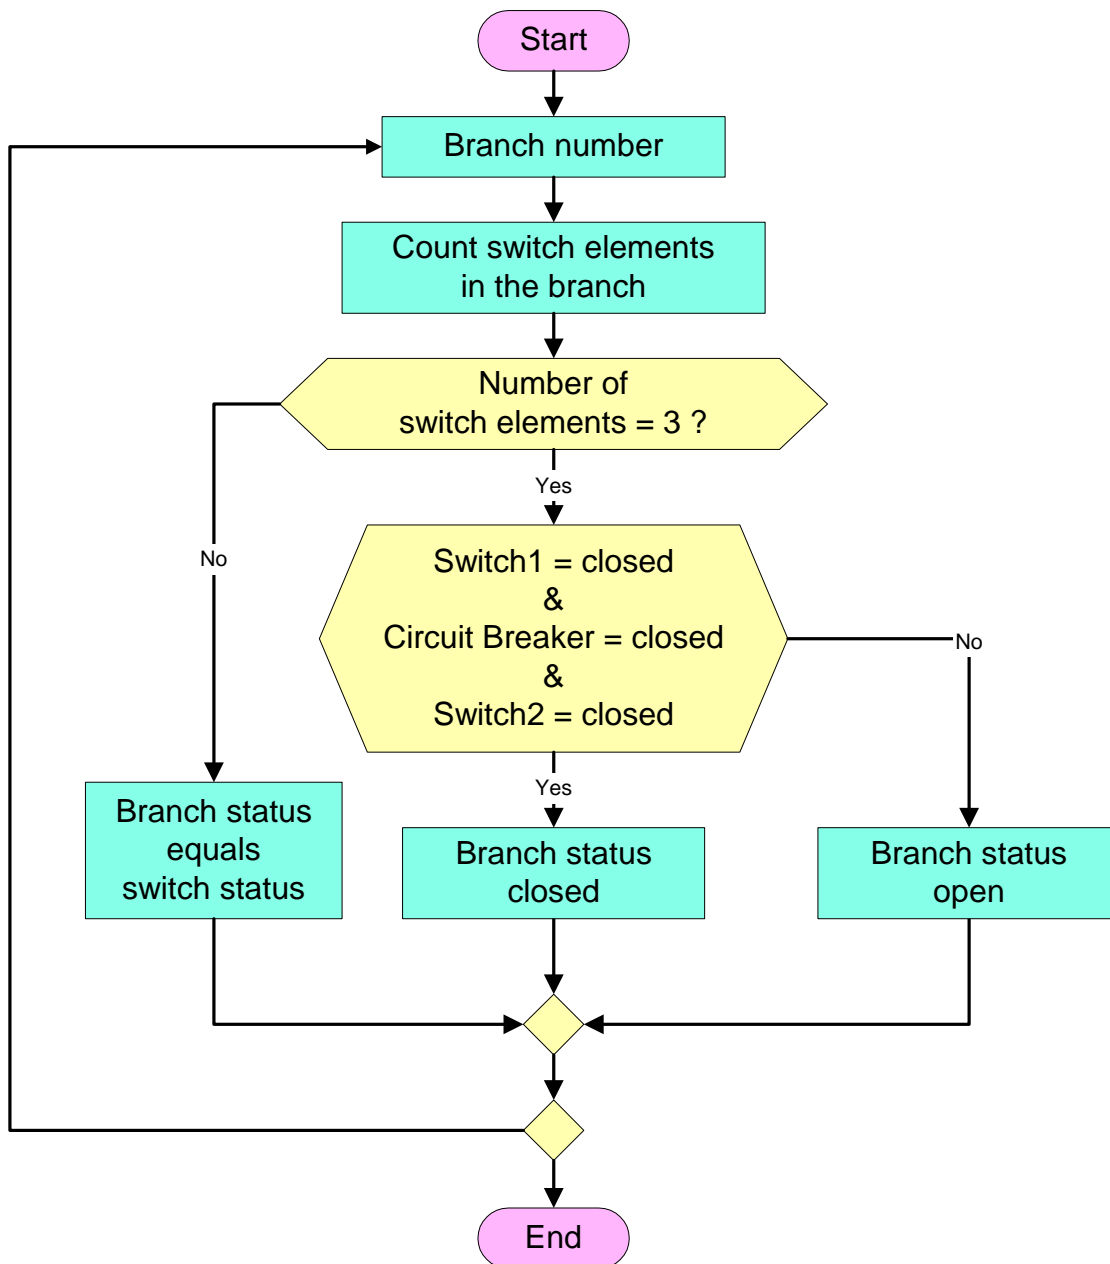 Start
Branch number
Count switch elements
in the branch
Number of
switch elements = 3 ?
Yes
No
Switch1 = closed
&
Circuit Breaker = closed
&
Switch2 = closed
No
Yes
Branch status
equals
switch status
Branch status
closed
Branch status
open
End